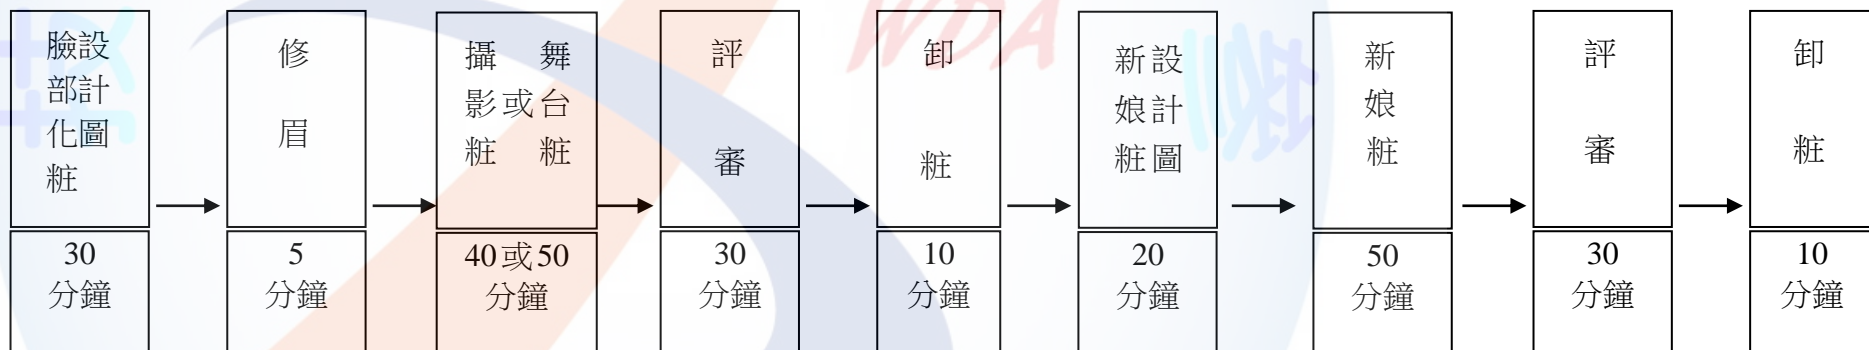 臉部化粧設計圖
30
分鐘
修眉
5
分鐘
攝影粧或舞台粧
40或50
分鐘
評審
30
分鐘
卸粧
10
分鐘
新娘粧設計圖
20
分鐘
新娘粧
50
分鐘
評審
30
分鐘
卸粧
10
分鐘
WDA